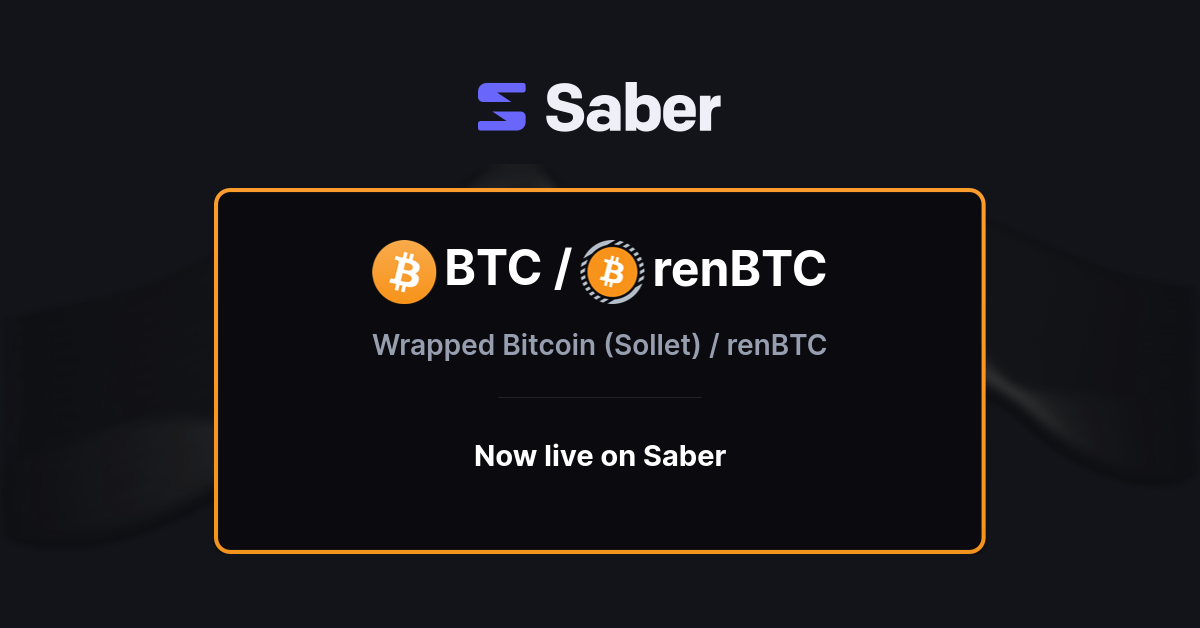 Saber
BTC / renBTC
Wrapped Bitcoin (Sollet) / renBTC
Now live on Saber